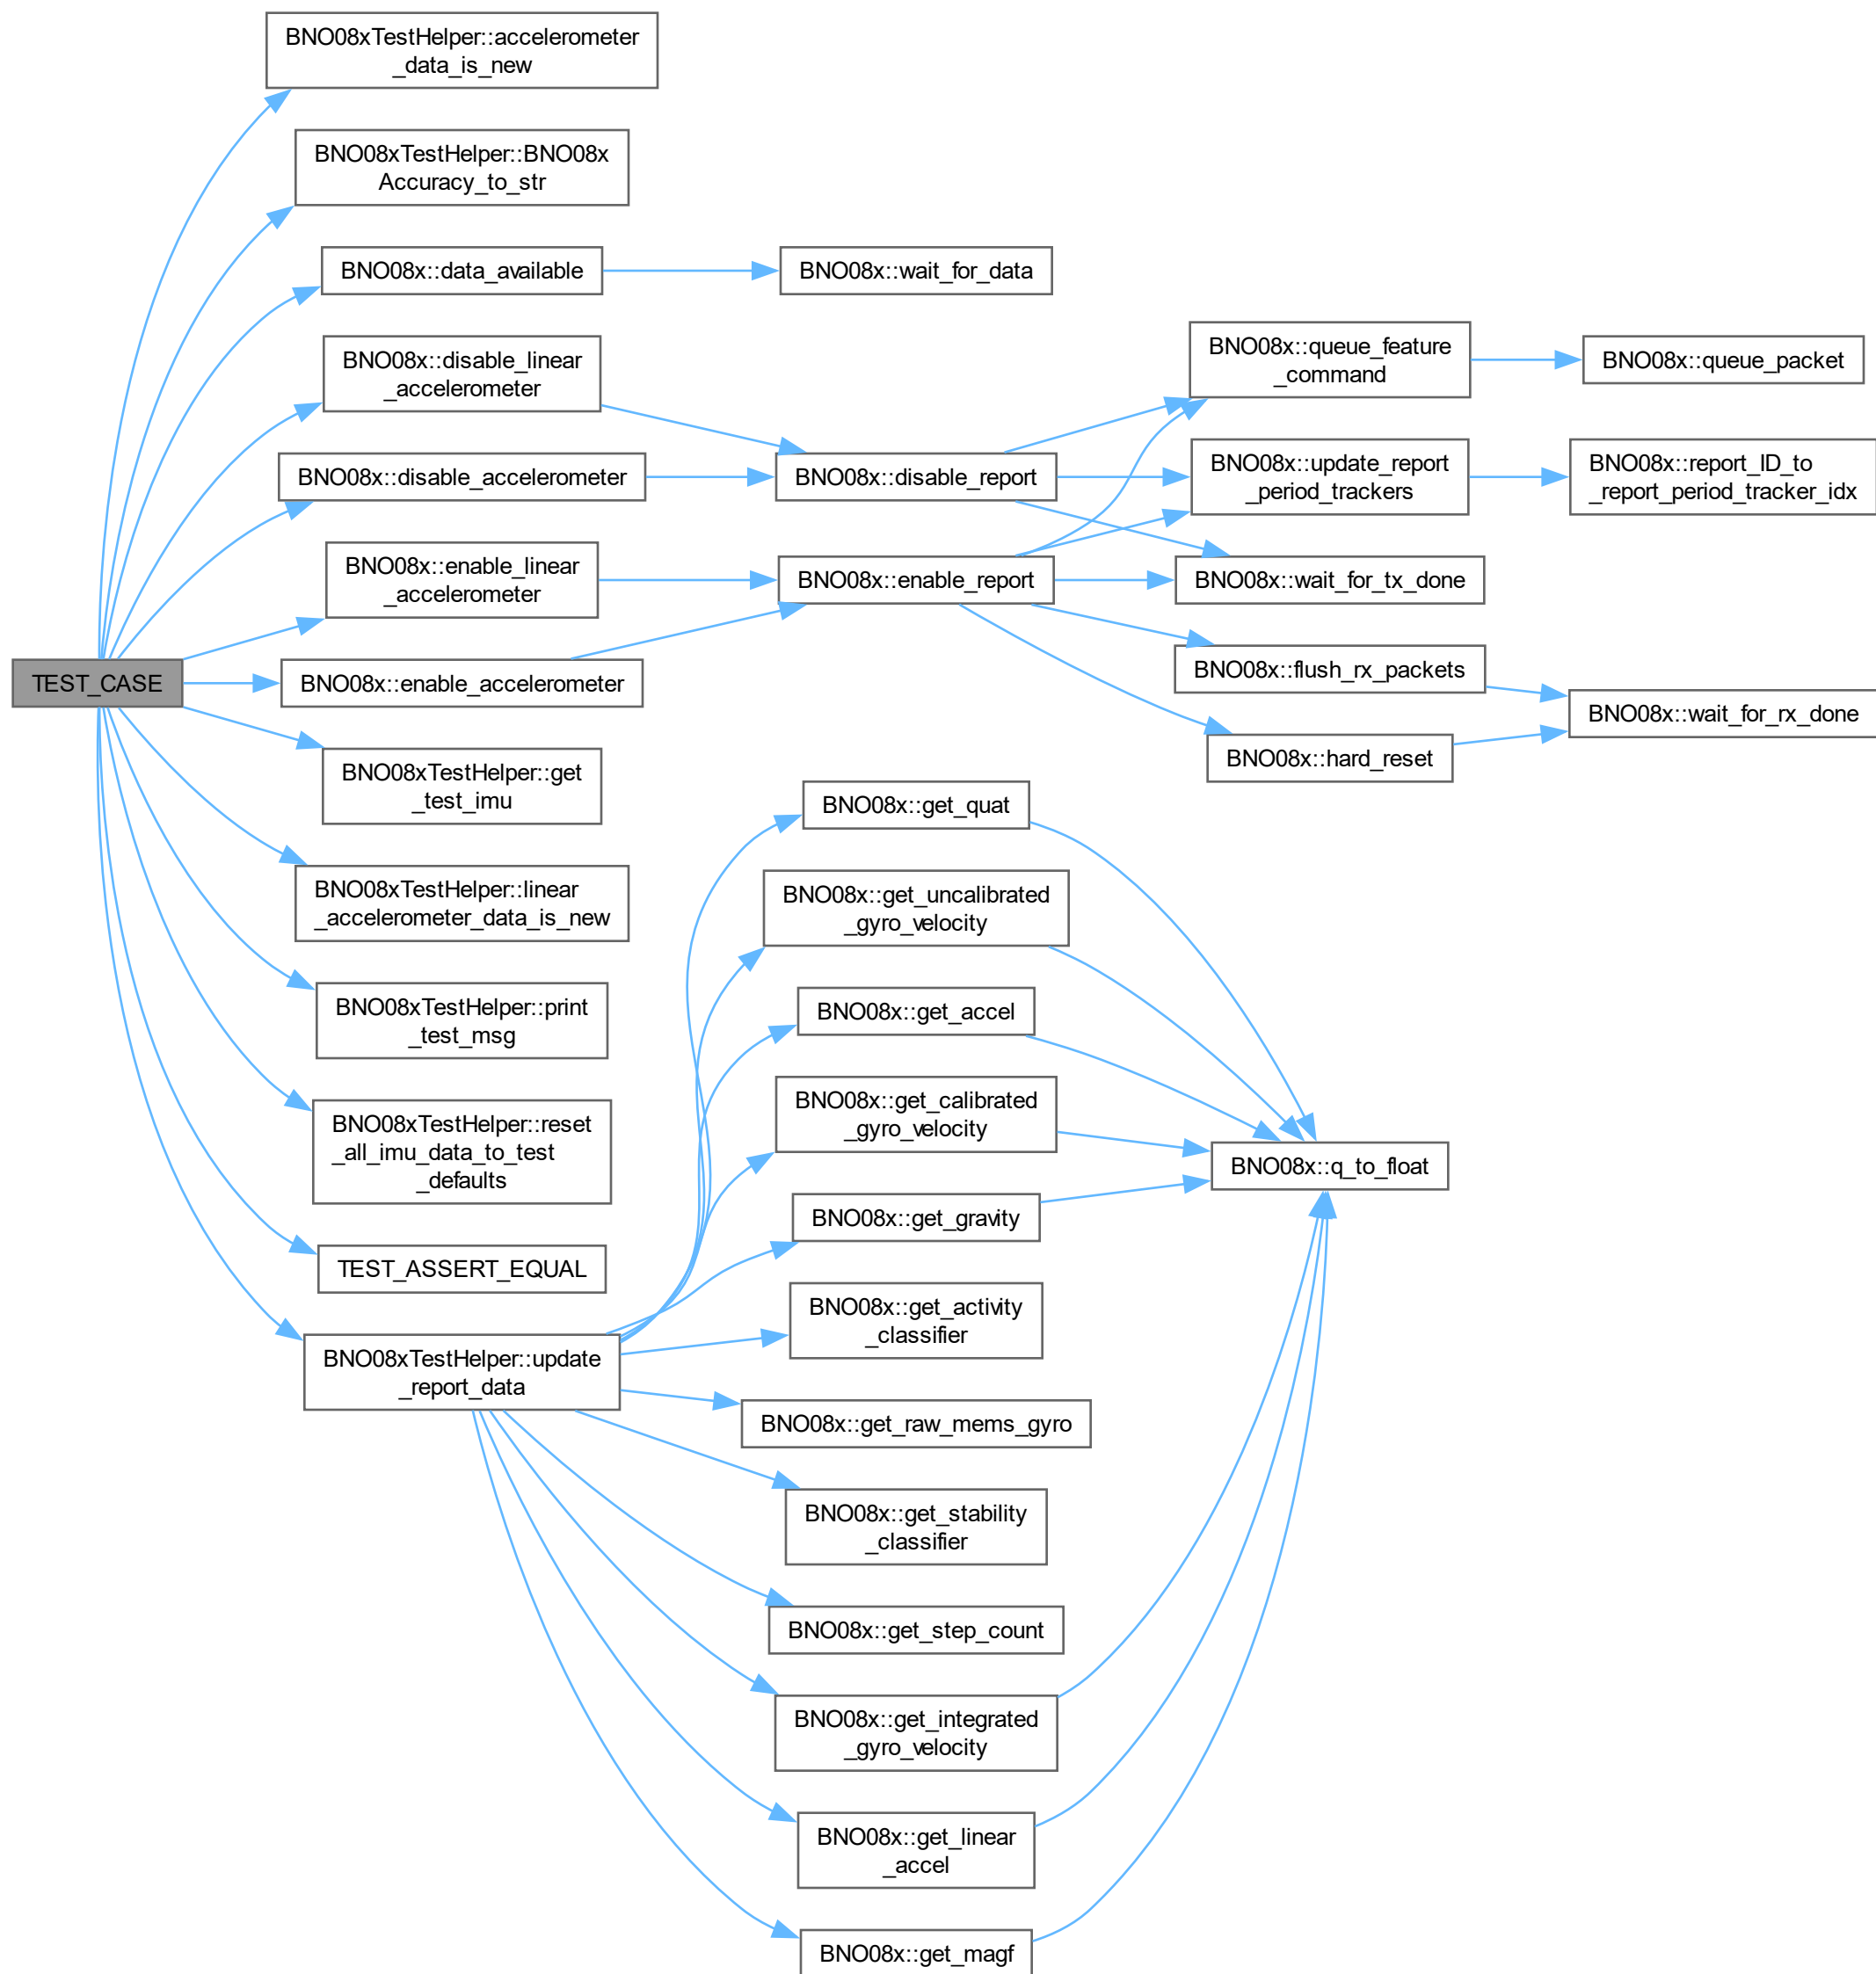 BNO08xTestHelper::accelerometer
_data_is_new
BNO08xTestHelper::BNO08x
Accuracy_to_str
BNO08x::data_available
BNO08x::wait_for_data
BNO08x::disable_linear
_accelerometer
BNO08x::queue_feature
_command
BNO08x::queue_packet
BNO08x::disable_accelerometer
BNO08x::disable_report
BNO08x::update_report
_period_trackers
BNO08x::report_ID_to
_report_period_tracker_idx
BNO08x::enable_linear
_accelerometer
BNO08x::enable_report
BNO08x::wait_for_tx_done
TEST_CASE
BNO08x::enable_accelerometer
BNO08x::flush_rx_packets
BNO08x::wait_for_rx_done
BNO08x::hard_reset
BNO08xTestHelper::get
_test_imu
BNO08x::get_quat
BNO08xTestHelper::linear
_accelerometer_data_is_new
BNO08x::get_uncalibrated
_gyro_velocity
BNO08xTestHelper::print
_test_msg
BNO08x::get_accel
BNO08xTestHelper::reset
_all_imu_data_to_test
_defaults
BNO08x::get_calibrated
_gyro_velocity
BNO08x::q_to_float
BNO08x::get_gravity
TEST_ASSERT_EQUAL
BNO08x::get_activity
_classifier
BNO08xTestHelper::update
_report_data
BNO08x::get_raw_mems_gyro
BNO08x::get_stability
_classifier
BNO08x::get_step_count
BNO08x::get_integrated
_gyro_velocity
BNO08x::get_linear
_accel
BNO08x::get_magf